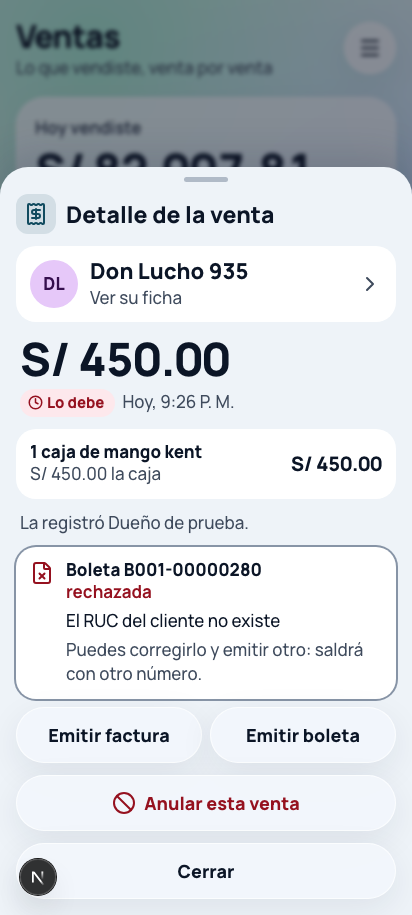 Ventas
Lo que vendiste, venta por venta
Hoy vendiste
S/ 82,007.81
Detalle de la venta
DL
Don Lucho 935
Ver su ficha
S/ 450.00
Lo debe
Hoy, 9:26 P. M.
1 caja de mango kent
S/ 450.00 la caja
S/ 450.00
La registró Dueño de prueba.
Boleta B001-00000280
rechazada
El RUC del cliente no existe
Puedes corregirlo y emitir otro: saldrá
con otro número.
Emitir factura
Emitir boleta
Anular esta venta
Cerrar
N